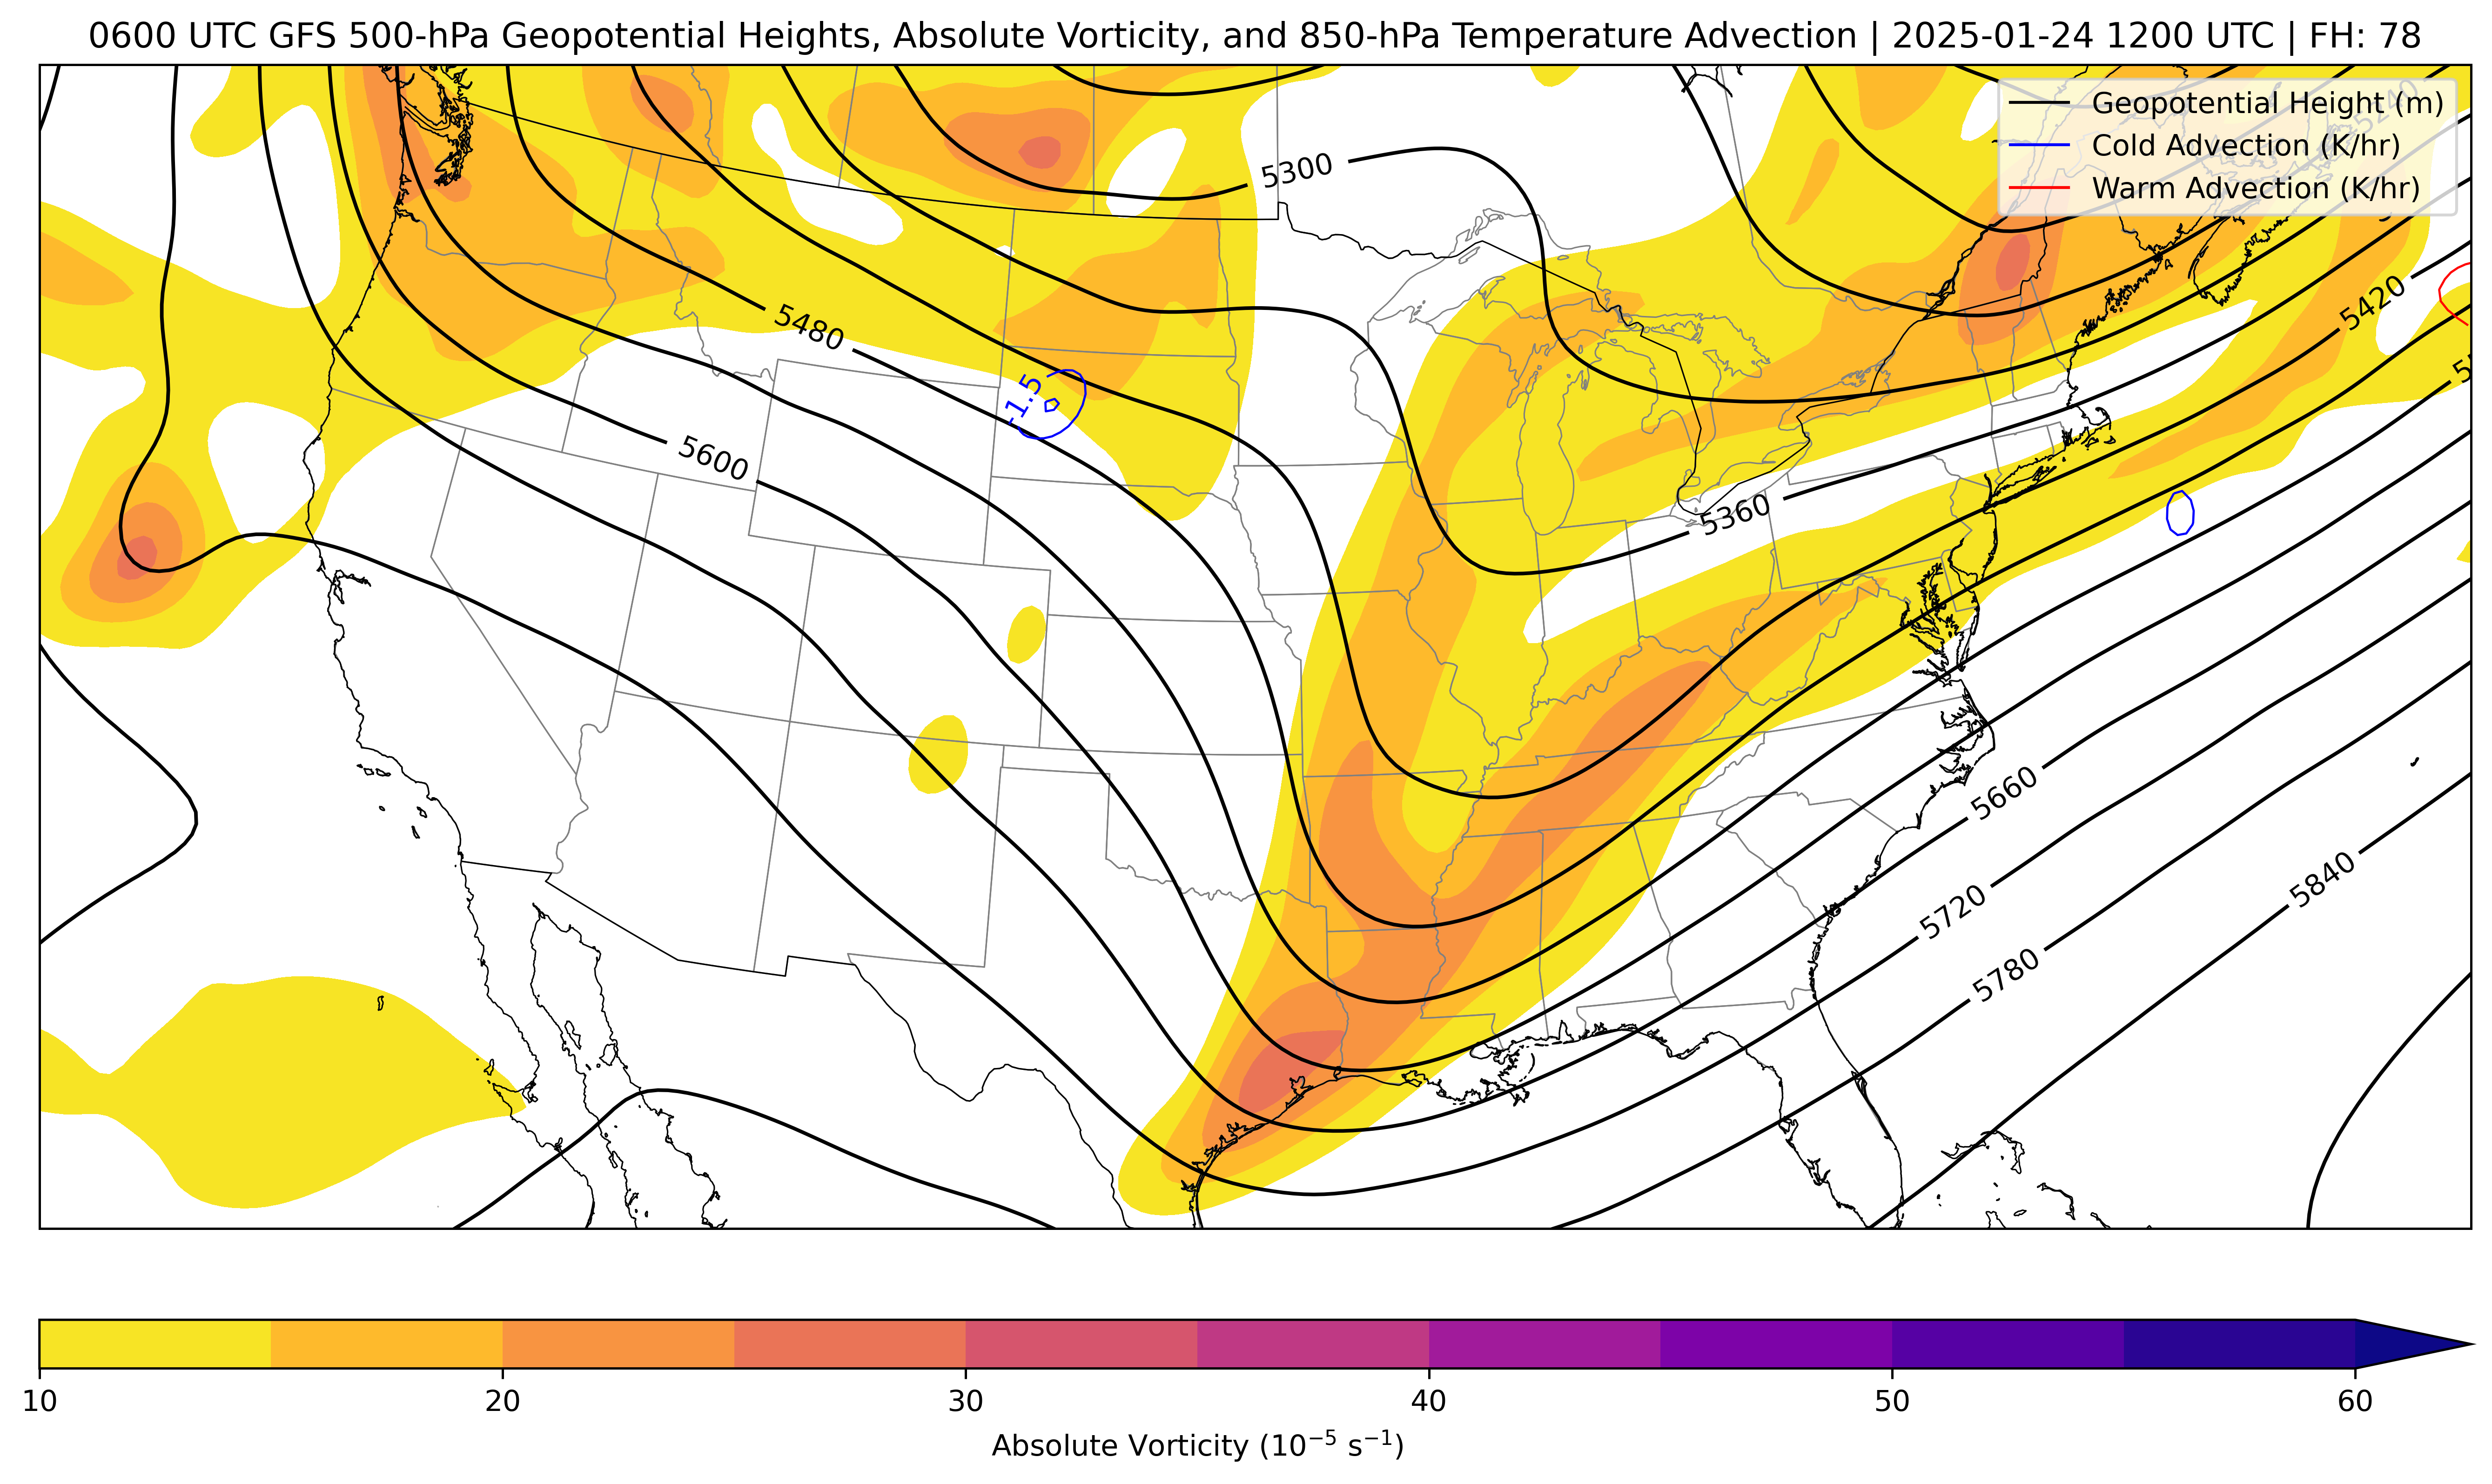 0600 UTC GFS 500-hPa Geopotential Heights, Absolute Vorticity, and 850-hPa Temperature Advection | 2025-01-24 1200 UTC | FH: 78
Geopotential Height (m)
Cold Advection (K/hr)
Warm Advection (K/hr)
5240
5300
5420
5480
-1.5
5600
5360
5660
5840
5720
5780
10 20 30 40 50 60
Absolute Vorticity (10⁻⁵ s⁻¹)